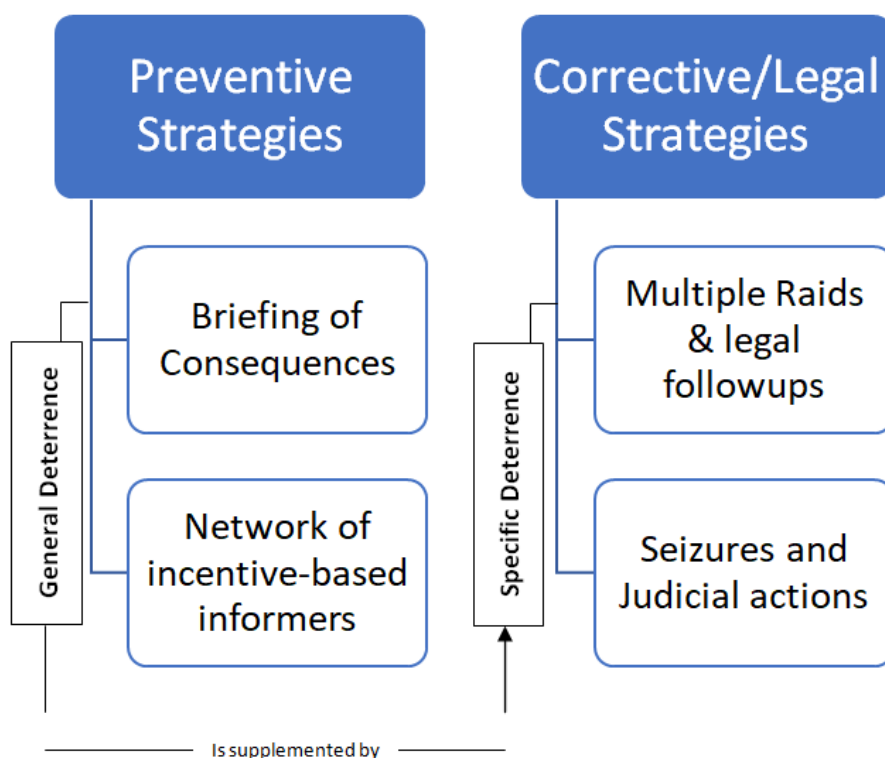 Preventive
Strategies
Corrective/Legal
Strategies
General Deterrence
Briefing of
Consequences
Network of
incentive-based
informers
Specific Deterrence
Multiple Raids
& legal
followups
Seizures and
Judicial actions
Is supplemented by